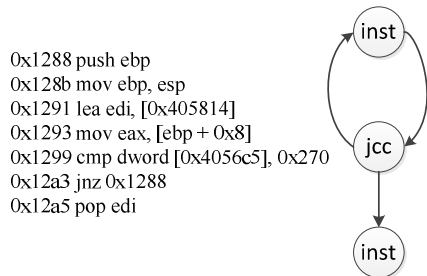 0x1288 push ebp
0x128b mov ebp, esp
0x1291 lea edi, [0x405814]
0x1293 mov eax, [ebp + 0x8]
0x1299 cmp dword [0x4056c5], 0x270
0x12a3 jnz 0x1288
0x12a5 pop edi
inst
jcc
inst